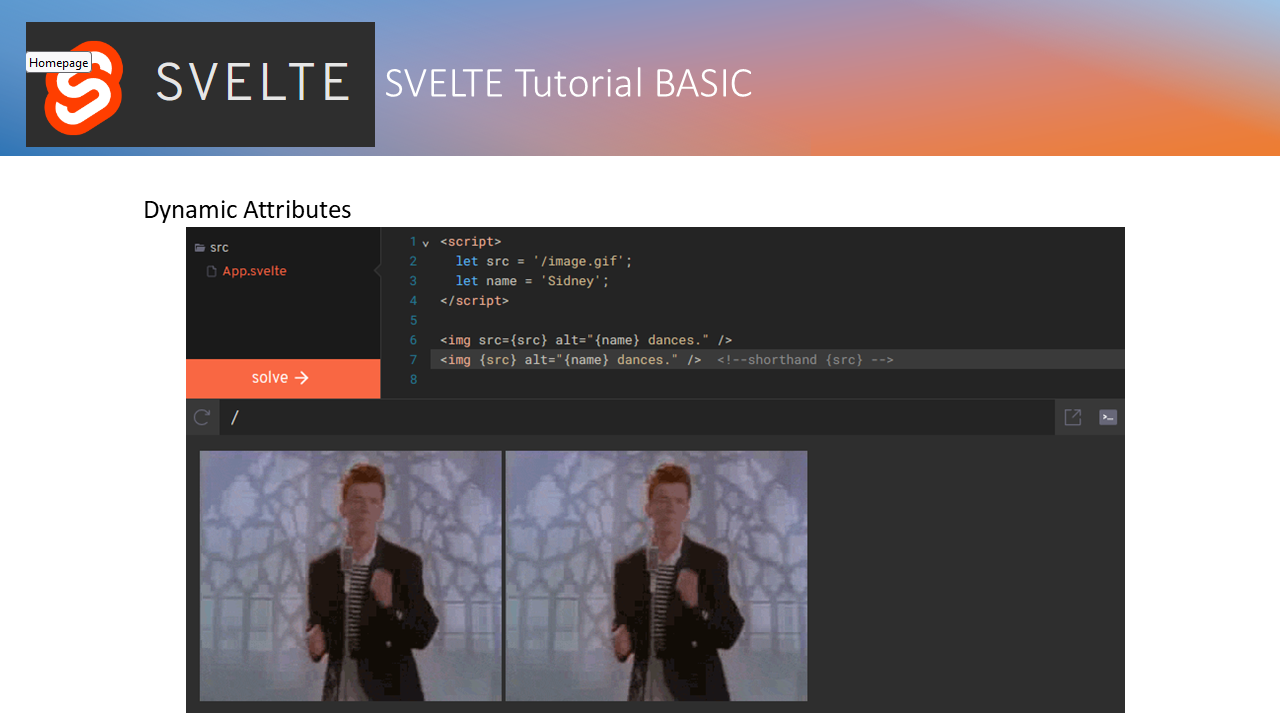 Homepage
SVELTE
SVELTE Tutorial BASIC
Dynamic Attributes
src
App.svelte
solve →
1 <script>
2 let src = '/image.gif';
3 let name = 'Sidney';
4 </script>
5
6 <img src={src} alt="{name} dances." />
7 <img {src} alt="{name} dances." /> <!--shorthand {src} -->
8
/